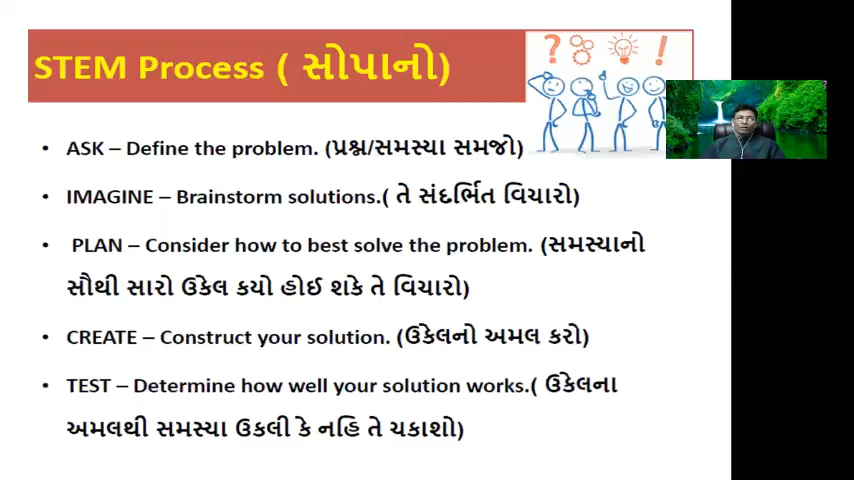 STEM Process ( સોપાનો)
• ASK – Define the problem. (પ્રશ્ન/સમસ્યા સમજો)
• IMAGINE – Brainstorm solutions.( તે સંદર્ભિત વિચારો)
• PLAN – Consider how to best solve the problem. (સમસ્યાનો
સૌથી સારો ઉકેલ કયો હોઈ શકે તે વિચારો)
• CREATE – Construct your solution. (ઉકેલનો અમલ કરો)
• TEST – Determine how well your solution works.( ઉકેલના
અમલથી સમસ્યા ઉકલી કે નહિ તે ચકાશો)